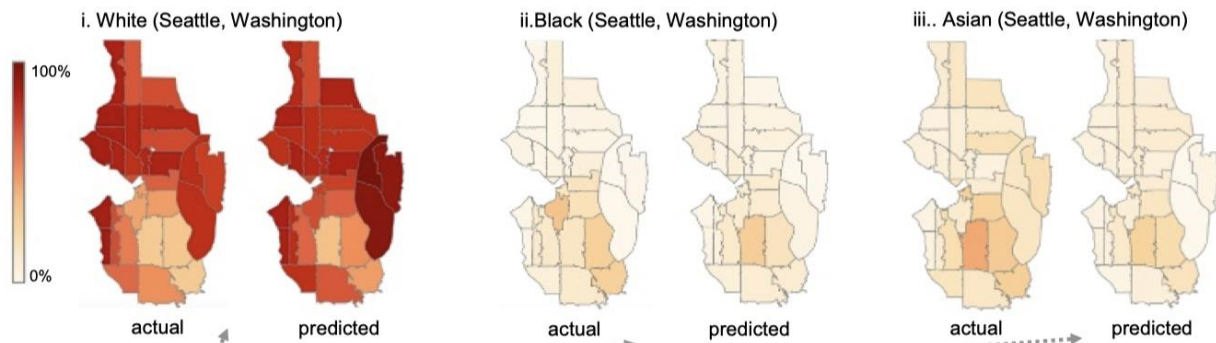 i. White (Seattle, Washington)
ii.Black (Seattle, Washington)
iii.. Asian (Seattle, Washington)
100%
0%
actual
predicted
actual
predicted
actual
predicted